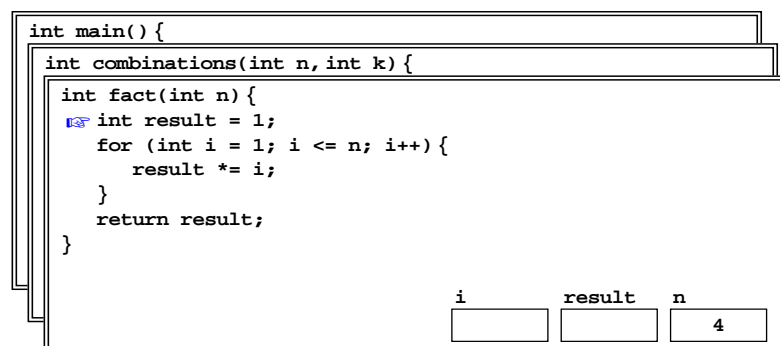 int main(){
int combinations(int n,int k){
int fact(int n){
☞ int result = 1;
for (int i = 1; i <= n; i++){
result *= i;
}
return result;
}
i result n
4